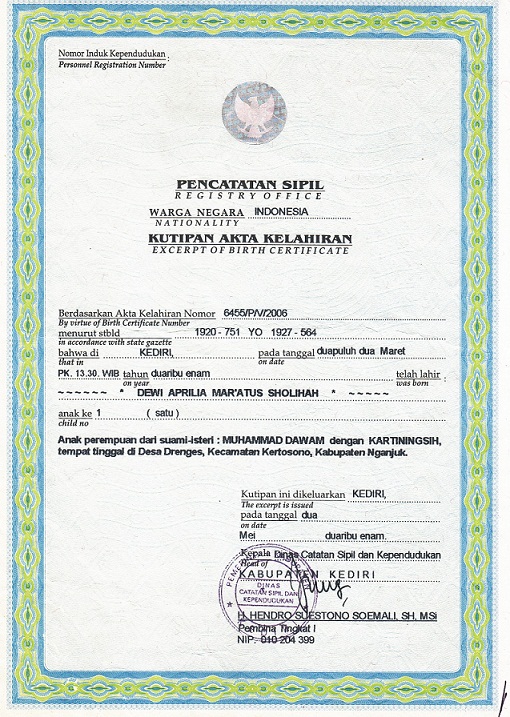 Nomor Induk Kependudukan :
Personnel Registration Number
PENCATATAN SIPIL
REGISTRY OFFICE
WARGA NEGARA INDONESIA
NATIONALITY
KUTIPAN AKTA KELAHIRAN
EXCERPT OF BIRTH CERTIFICATE
Berdasarkan Akta Kelahiran Nomor 6455/P/V/2006
By virtue of Birth Certificate Number
menurut stbld 1920 - 751 YO 1927 - 564
in accordance with state gazette
bahwa di KEDIRI, pada tanggal duapuluh dua Maret
that in on date
PK. 13.30. WIB tahun duaribu enam telah lahir :
on year was born
~~~~~~ * DEWI APRILIA MAR'ATUS SHOLIHAH * ~~~~~
anak ke 1 ( satu )
child no
Anak perempuan dari suami-isteri : MUHAMMAD DAWAM dengan KARTININGSIH,
tempat tinggal di Desa Drenges, Kecamatan Kertosono, Kabupaten Nganjuk.
Kutipan ini dikeluarkan KEDIRI,
The excerpt is issued
pada tanggal dua
on date
Mei duaribu enam.
Kepala Dinas Catatan Sipil dan Kependudukan
Head of
KABUPATEN KEDIRI
DINAS
CATATAN SIPIL DAN
KEPENDUDUKAN
H. HENDRO SUESTONO SOEMALI, SH, MSi
Pembina Tingkat I
NIP. 010 204 399